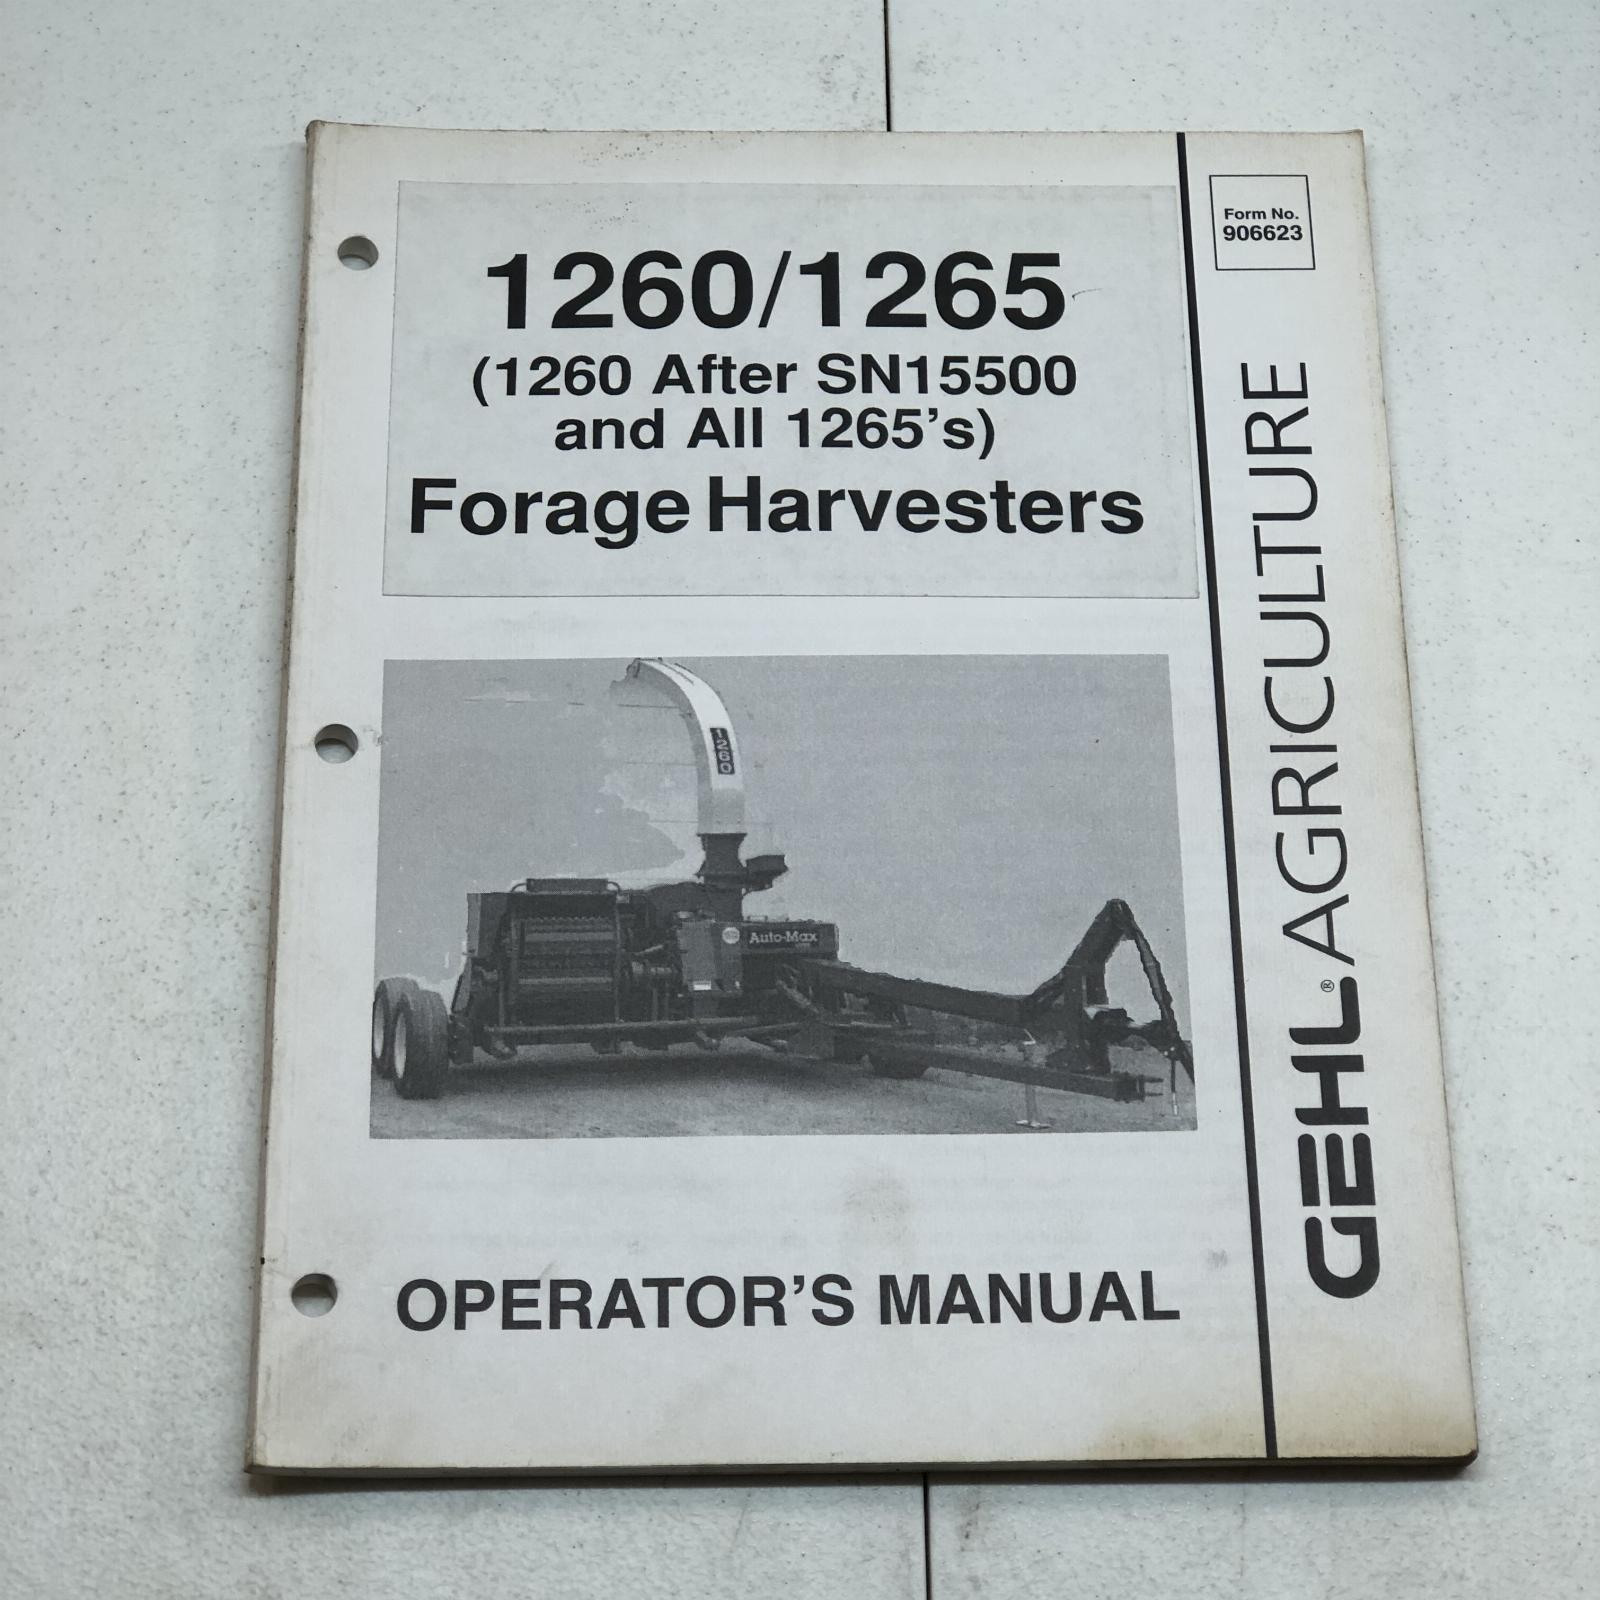 1260/1265
(1260 After SN15500
and All 1265's)
Forage Harvesters
Form No.
906623
GEHL® AGRICULTURE
1260
Auto-Max
OPERATOR'S MANUAL